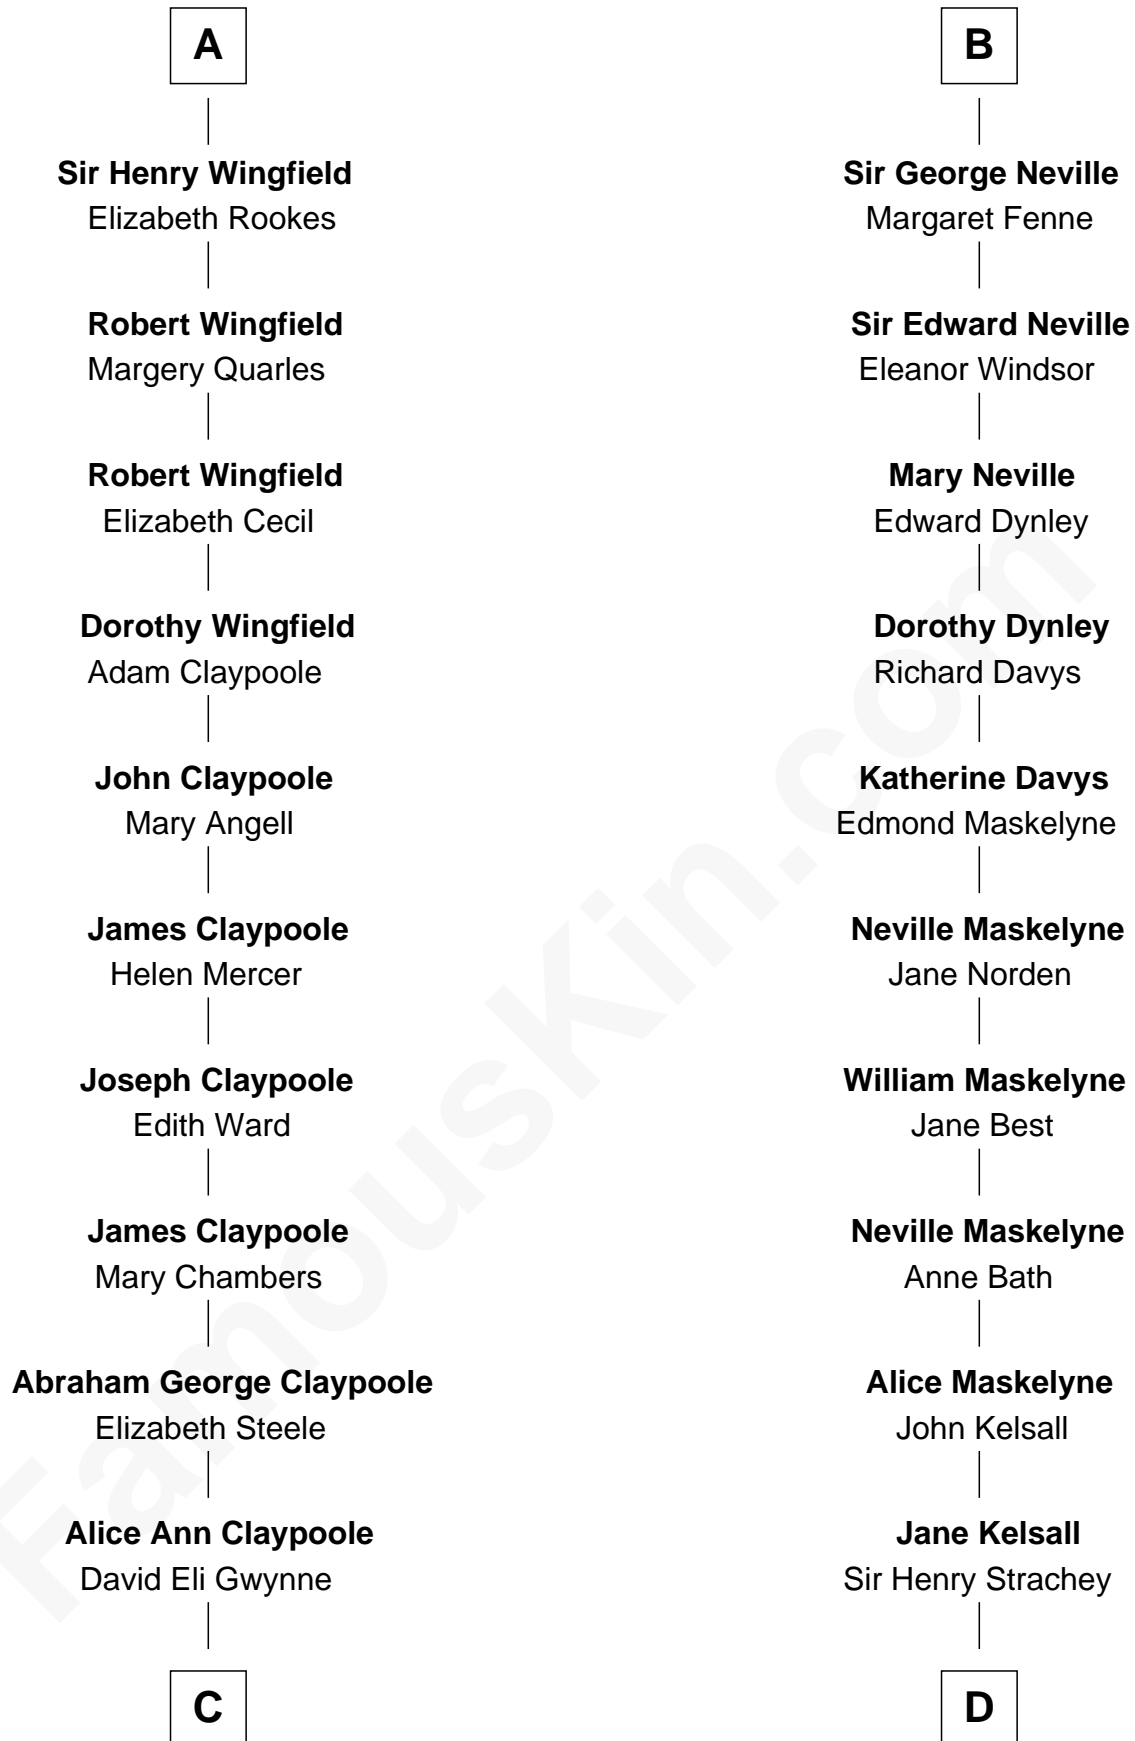 A
Sir Henry Wingfield
Elizabeth Rookes
Robert Wingfield
Margery Quarles
Robert Wingfield
Elizabeth Cecil
Dorothy Wingfield
Adam Claypoole
John Claypoole
Mary Angell
James Claypoole
Helen Mercer
Joseph Claypoole
Edith Ward
James Claypoole
Mary Chambers
Abraham George Claypoole
Elizabeth Steele
Alice Ann Claypoole
David Eli Gwynne
C
B
Sir George Neville
Margaret Fenne
Sir Edward Neville
Eleanor Windsor
Mary Neville
Edward Dynley
Dorothy Dynley
Richard Davys
Katherine Davys
Edmond Maskelyne
Neville Maskelyne
Jane Norden
William Maskelyne
Jane Best
Neville Maskelyne
Anne Bath
Alice Maskelyne
John Kelsall
Jane Kelsall
Sir Henry Strachey
D
FamousKin.com